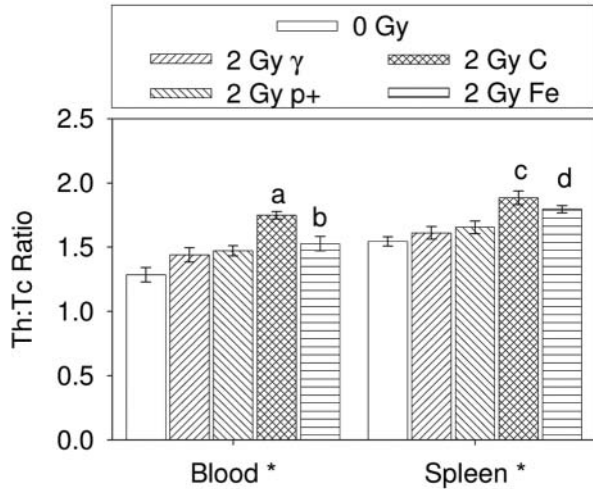 0 Gy
2 Gy γ 2 Gy C
2 Gy p+ 2 Gy Fe
2.5
2.0
1.5
1.0
0.5
0.0
Th:Tc Ratio
a
b
c
d
Blood * Spleen *